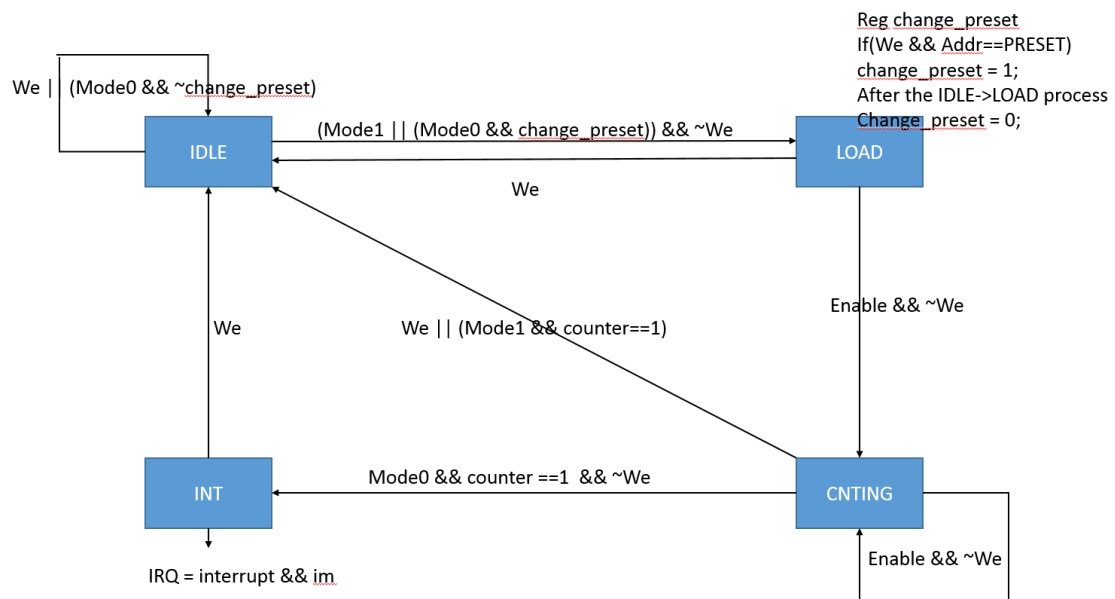 Reg change_preset
If(We && Addr==PRESET)
change_preset = 1;
After the IDLE->LOAD process
Change_preset = 0;
We || (Mode0 && ~change_preset)
(Mode1 || (Mode0 && change_preset)) && ~We
IDLE
LOAD
We
Enable && ~We
We
We || (Mode1 && counter==1)
Mode0 && counter ==1 && ~We
INT
CNTING
Enable && ~We
IRQ = interrupt && im